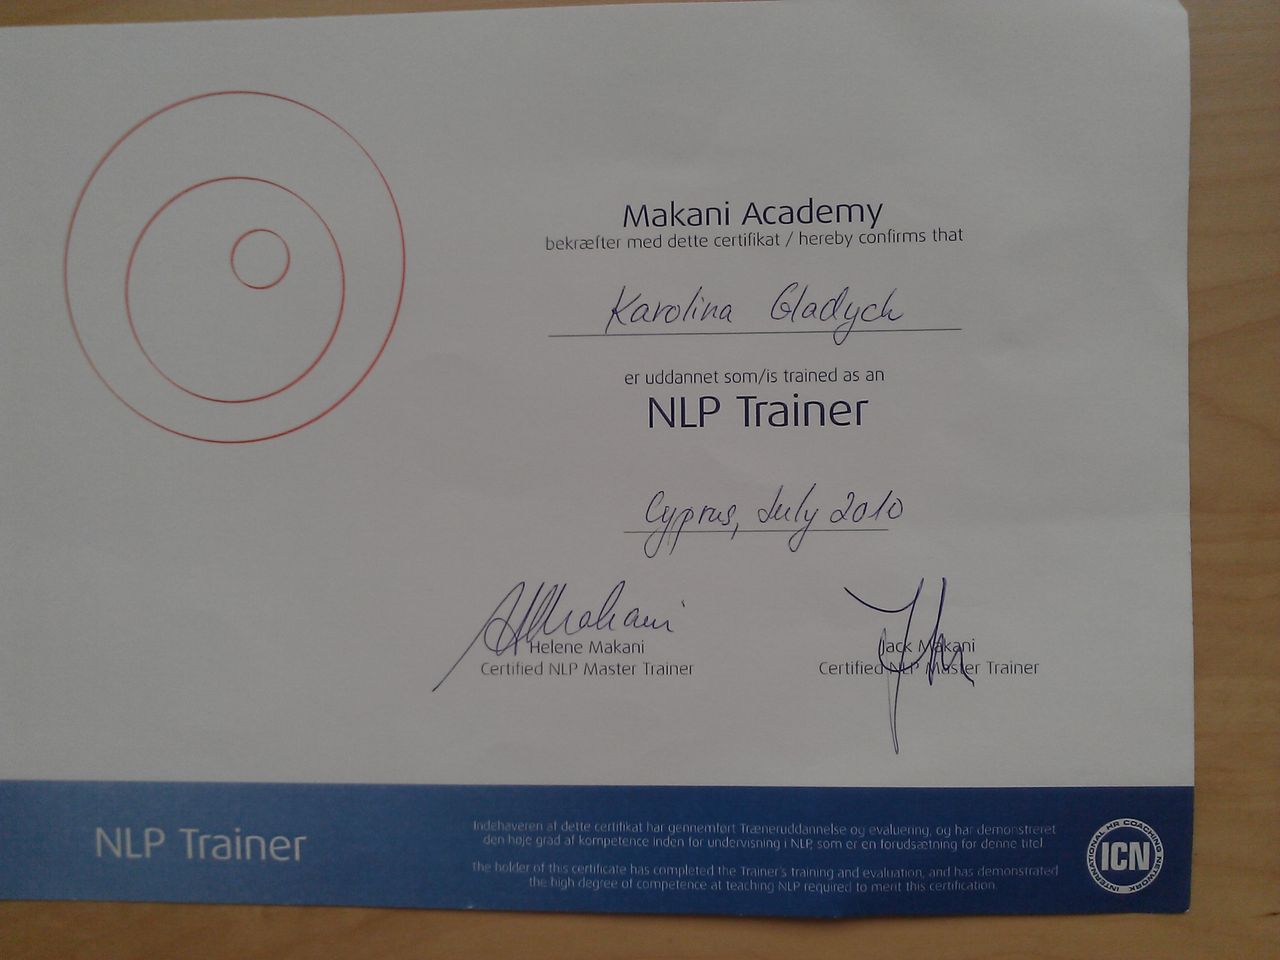 Makani Academy
bekræfter med dette certifikat / hereby confirms that
Karolina Gladych
er uddannet som/is trained as an
NLP Trainer
Cyprus, July 2010
HMakani
Helene Makani
Certified NLP Master Trainer
Jack Makani
Certified NLP Master Trainer
NLP Trainer
Indehaveren af dette certifikat har gennemført Træneruddannelse og evaluering, og har demonstreret
den høje grad af kompetence inden for undervisning i NLP, som er en forudsætning for denne titel
The holder of this certificate has completed the Trainer's training and evaluation, and has demonstrated
the high degree of competence at teaching NLP required to merit this certification.
INTERNATIONAL HR COACHING NETWORK
ICN